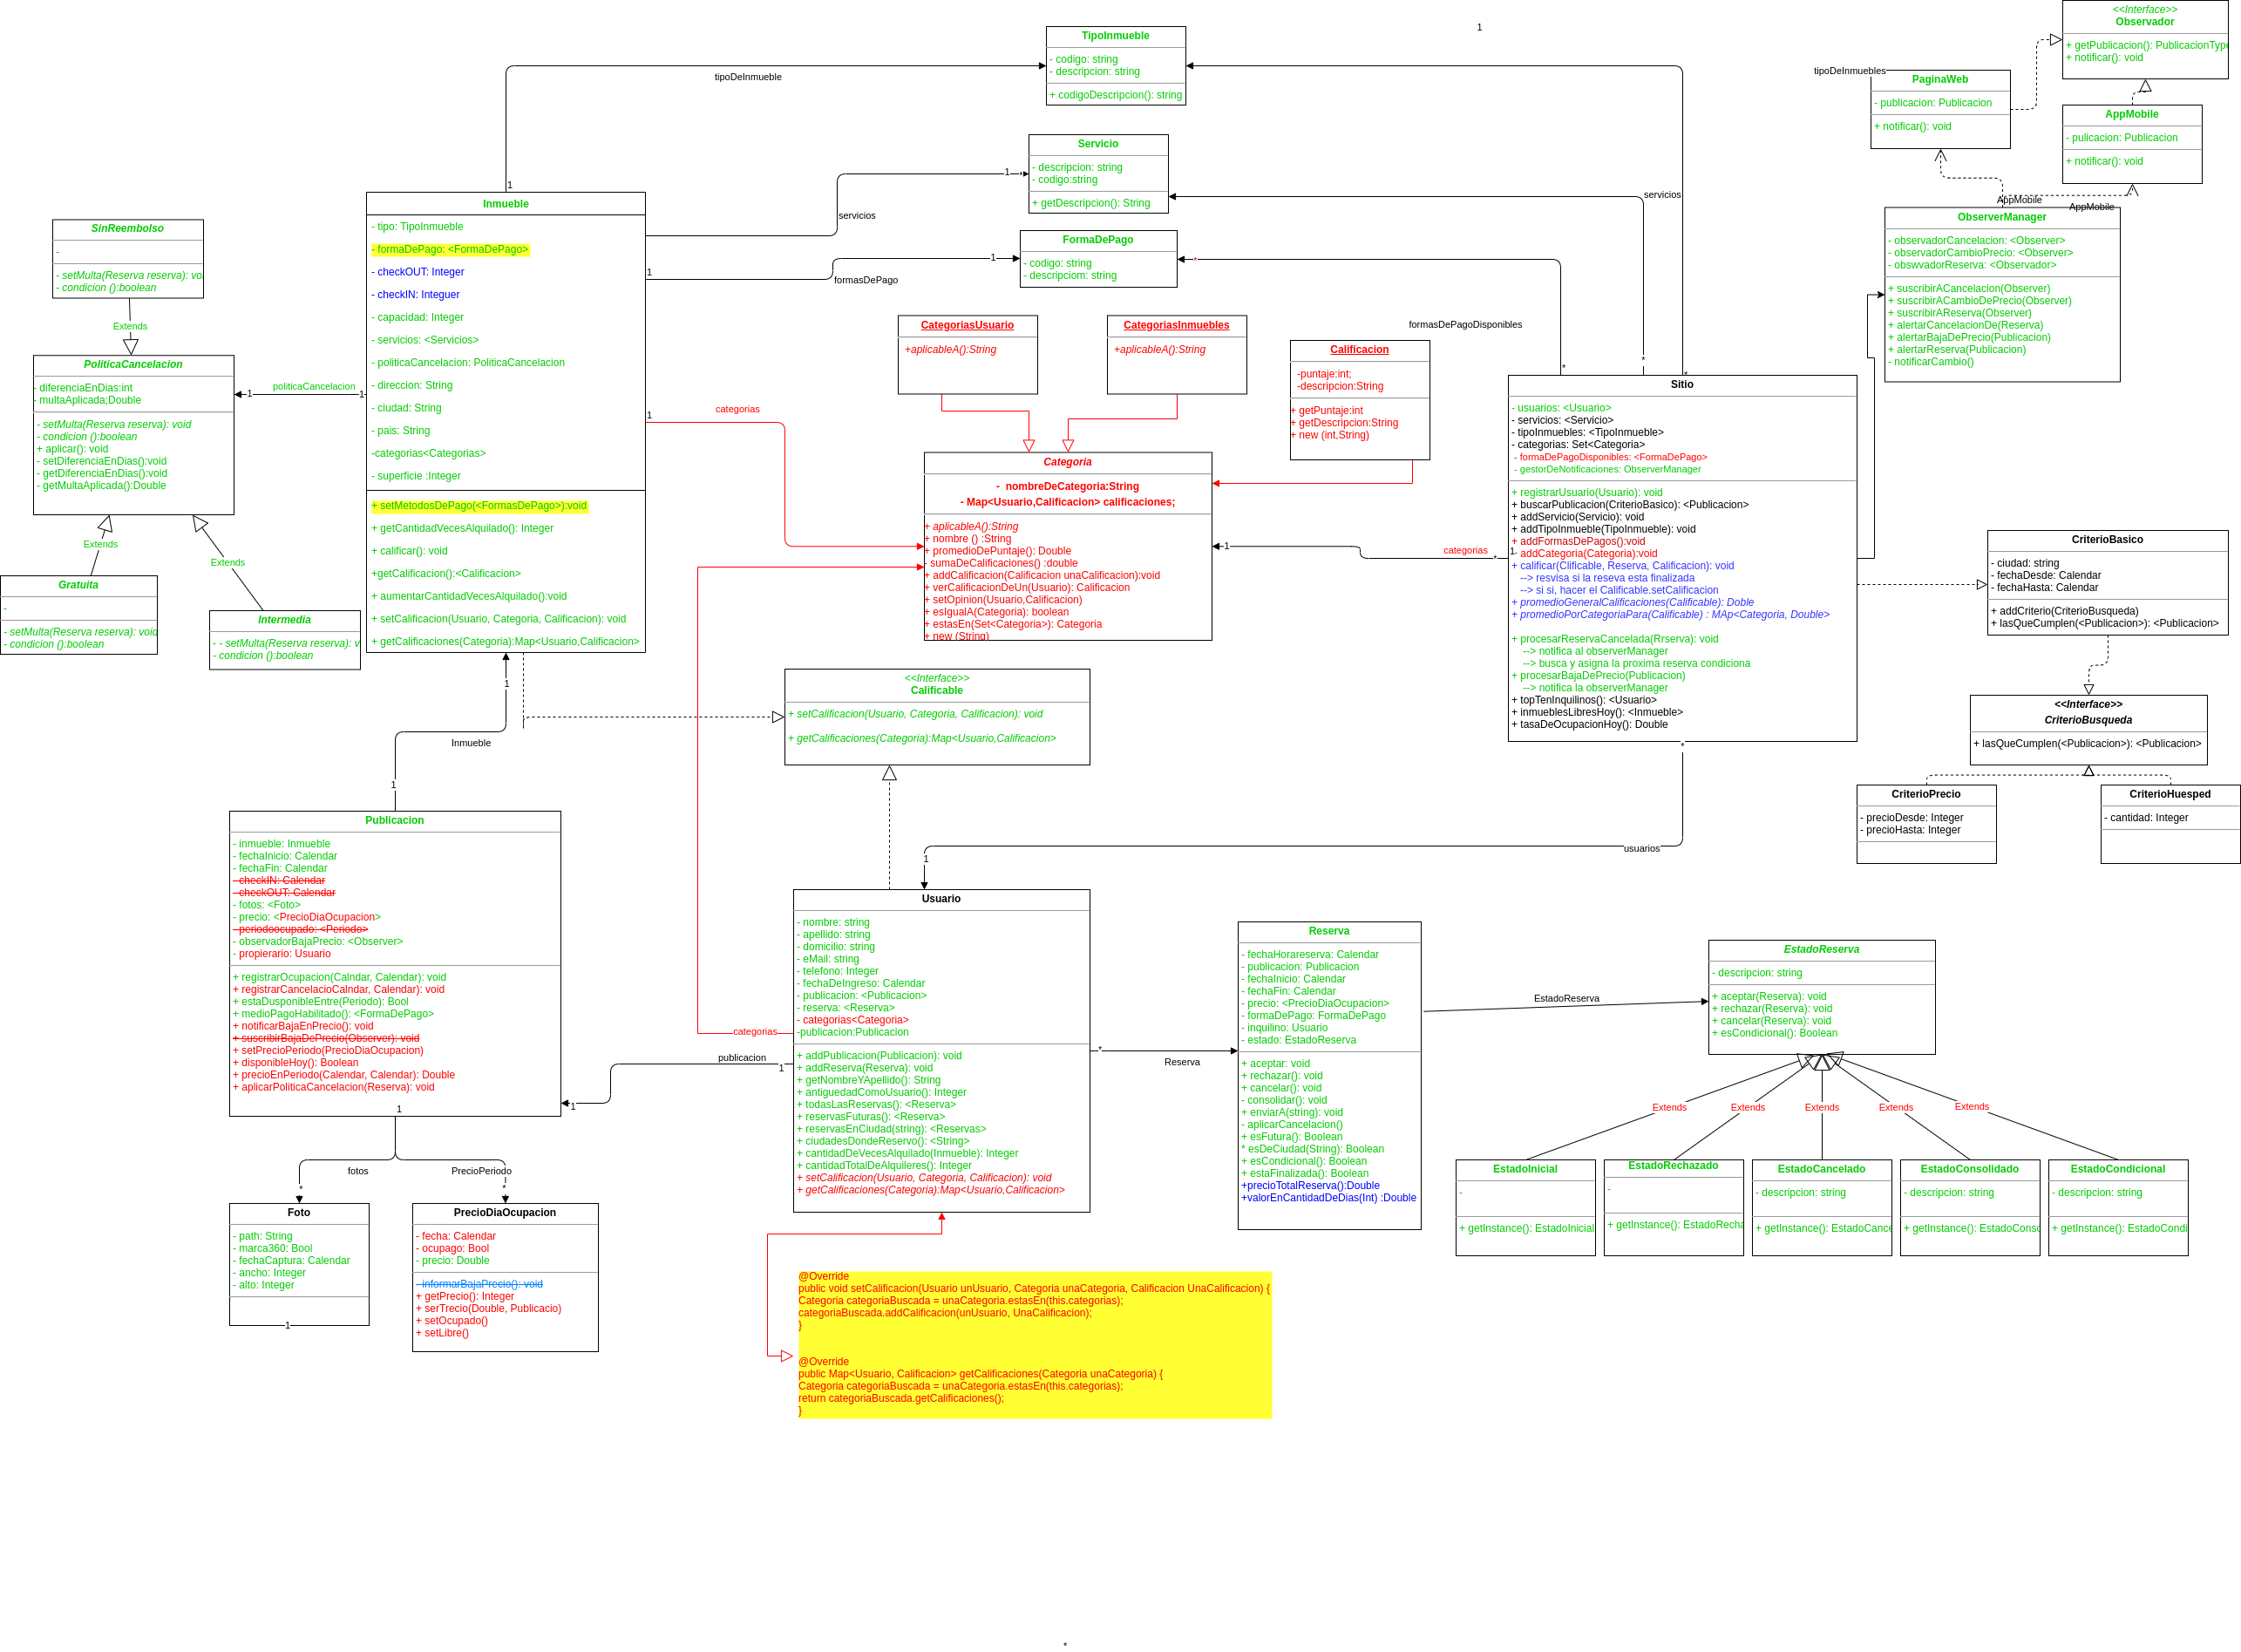 1
TipoInmueble
- codigo: string
- descripcion: string
+ codigoDescripcion(): string
tipoDeInmueble
1
<<Interface>>
Observador
+ getPublicacion(): PublicacionType
+ notificar(): void
tipoDeInmuebles
PaginaWeb
- publicacion: Publicacion
+ notificar(): void
AppMobile
- pulicacion: Publicacion
+ notificar(): void
AppMobile
AppMobile
Servicio
- descripcion: string
- codigo:string
+ getDescripcion(): String
1
*
servicios
servicios
FormaDePago
- codigo: string
- descripciom: string
1
1
formasDePago
*
formasDePagoDisponibles
*
*
*
ObserverManager
- observadorCancelacion: <Observer>
- observadorCambioPrecio: <Observer>
- obswvadorReserva: <Observador>
+ suscribirACancelacion(Observer)
+ suscribirACambioDePrecio(Observer)
+ suscribirAReserva(Observer)
+ alertarCancelacionDe(Reserva)
+ alertarBajaDePrecio(Publicacion)
+ alertarReserva(Publicacion)
- notificarCambio()
Inmueble
- tipo: TipoInmueble
- formaDePago: <FormaDePago>
- checkOUT: Integer
- checkIN: Integuer
- capacidad: Integer
- servicios: <Servicios>
- politicaCancelacion: PoliticaCancelacion
- direccion: String
- ciudad: String
- pais: String
-categorias<Categorias>
- superficie :Integer
+ setMetodosDePago(<FormasDePago>):void
+ getCantidadVecesAlquilado(): Integer
+ calificar(): void
+getCalificacion():<Calificacion>
+ aumentarCantidadVecesAlquilado():void
+ setCalificacion(Usuario, Categoria, Calificacion): void
+ getCalificaciones(Categoria):Map<Usuario,Calificacion>
SinReembolso
-
- setMulta(Reserva reserva): voi
- condicion ():boolean
Extends
PoliticaCancelacion
- diferenciaEnDias:int
- multaAplicada;Double
- setMulta(Reserva reserva): void
- condicion ():boolean
+ aplicar(): void
- setDiferenciaEnDias():void
- getDiferenciaEnDias():void
- getMultaAplicada():Double
1
politicaCancelacion
1
Extends
Extends
Gratuita
-
- setMulta(Reserva reserva): void
- condicion ():boolean
Intermedia
- - setMulta(Reserva reserva): v
- condicion ():boolean
1
categorias
CategoriasUsuario
+aplicableA():String
CategoriasInmuebles
+aplicableA():String
Calificacion
-puntaje:int;
-descripcion:String
+ getPuntaje:int
+ getDescripcion:String
+ new (int,String)
Categoria
- nombreDeCategoria:String
- Map<Usuario,Calificacion> calificaciones;
+ aplicableA():String
+ nombre () :String
+ promedioDePuntaje(): Double
- sumaDeCalificaciones() :double
+ addCalificacion(Calificacion unaCalificacion):void
+ verCalificacionDeUn(Usuario): Calificacion
+ setOpinion(Usuario,Calificacion)
+ esIgualA(Categoria): boolean
+ estasEn(Set<Categoria>): Categoria
+ new (String)
1
categorias
*
1
Sitio
- usuarios: <Usuario>
- servicios: <Servicio>
- tipoInmuebles: <TipoInmueble>
- categorias: Set<Categoria>
- formaDePagoDisponibles: <FormaDePago>
- gestorDeNotificaciones: ObserverManager
+ registrarUsuario(Usuario): void
+ buscarPublicacion(CriterioBasico): <Publicacion>
+ addServicio(Servicio): void
+ addTipoInmueble(TipoInmueble): void
+ addFormasDePagos():void
- addCategoria(Categoria):void
+ calificar(Clificable, Reserva, Calificacion): void
--> resvisa si la reseva esta finalizada
--> si si, hacer el Calificable.setCalificacion
+ promedioGeneralCalificaciones(Calificable): Doble
+ promedioPorCategoriaPara(Calificable) : MAp<Categoria, Double>
+ procesarReservaCancelada(Rrserva): void
--> notifica al observerManager
--> busca y asigna la proxima reserva condiciona
+ procesarBajaDePrecio(Publicacion)
--> notifica la observerManager
+ topTenInquilinos(): <Usuario>
+ inmueblesLibresHoy(): <Inmueble>
+ tasaDeOcupacionHoy(): Double
*
CriterioBasico
- ciudad: string
- fechaDesde: Calendar
- fechaHasta: Calendar
+ addCriterio(CriterioBusqueda)
+ lasQueCumplen(<Publicacion>): <Publicacion>
<<Interface>>
CriterioBusqueda
+ lasQueCumplen(<Publicacion>): <Publicacion>
CriterioPrecio
- precioDesde: Integer
- precioHasta: Integer
CriterioHuesped
- cantidad: Integer
<<Interface>>
Calificable
+ setCalificacion(Usuario, Categoria, Calificacion): void
+ getCalificaciones(Categoria):Map<Usuario,Calificacion>
1
Inmueble
1
usuarios
1
Publicacion
- inmueble: Inmueble
- fechaInicio: Calendar
- fechaFin: Calendar
- checkIN: Calendar
- checkOUT: Calendar
- fotos: <Foto>
- precio: <PrecioDiaOcupacion>
- periodoocupado: <Periodo>
- observadorBajaPrecio: <Observer>
- propierario: Usuario
+ registrarOcupacion(Calndar, Calendar): void
+ registrarCancelacioCalndar, Calendar): void
+ estaDusponibleEntre(Periodo): Bool
+ medioPagoHabilitado(): <FormaDePago>
+ notificarBajaEnPrecio(): void
+ suscribirBajaDePrecio(Observer): void
+ setPrecioPeriodo(PrecioDiaOcupacion)
+ disponibleHoy(): Boolean
+ precioEnPeriodo(Calendar, Calendar): Double
+ aplicarPoliticaCancelacion(Reserva): void
1
fotos
PrecioPeriodo
*
*
Foto
- path: String
- marca360: Bool
- fechaCaptura: Calendar
- ancho: Integer
- alto: Integer
1
PrecioDiaOcupacion
- fecha: Calendar
- ocupago: Bool
- precio: Double
- informarBajaPrecio(): void
+ getPrecio(): Integer
+ serTrecio(Double, Publicacio)
+ setOcupado()
+ setLibre()
categorias
publicacion
1
1
Usuario
- nombre: string
- apellido: string
- domicilio: string
- eMail: string
- telefono: Integer
- fechaDeIngreso: Calendar
- publicacion: <Publicacion>
- reserva: <Reserva>
- categorias<Categoria>
-publicacion:Publicacion
+ addPublicacion(Publicacion): void
+ addReserva(Reserva): void
+ getNombreYApellido(): String
+ antiguedadComoUsuario(): Integer
+ todasLasReservas(): <Reserva>
+ reservasFuturas(): <Reserva>
+ reservasEnCiudad(string): <Reservas>
+ ciudadesDondeReservo(): <String>
+ cantidadDeVecesAlquilado(Inmueble): Integer
+ cantidadTotalDeAlquileres(): Integer
+ setCalificacion(Usuario, Categoria, Calificacion): void
+ getCalificaciones(Categoria):Map<Usuario,Calificacion>
*
Reserva
Reserva
- fechaHorareserva: Calendar
- publicacion: Publicacion
- fechaInicio: Calendar
- fechaFin: Calendar
- precio: <PrecioDiaOcupacion>
- formaDePago: FormaDePago
- inquilino: Usuario
- estado: EstadoReserva
+ aceptar: void
+ rechazar(): void
+ cancelar(): void
- consolidar(): void
+ enviarA(string): void
- aplicarCancelacion()
+ esFutura(): Boolean
* esDeCiudad(String): Boolean
+ esCondicional(): Boolean
+ estaFinalizada(): Boolean
+precioTotalReserva():Double
+valorEnCantidadDeDias(Int) :Double
EstadoReserva
EstadoReserva
- descripcion: string
+ aceptar(Reserva): void
+ rechazar(Reserva): void
+ cancelar(Reserva): void
+ esCondicional(): Boolean
Extends
Extends
Extends
Extends
Extends
EstadoInicial
-
+ getInstance(): EstadoInicial
EstadoRechazado
-
+ getInstance(): EstadoRecha
EstadoCancelado
- descripcion: string
+ getInstance(): EstadoCance
EstadoConsolidado
- descripcion: string
+ getInstance(): EstadoConso
EstadoCondicional
- descripcion: string
+ getInstance(): EstadoCondi
@Override
public void setCalificacion(Usuario unUsuario, Categoria unaCategoria, Calificacion UnaCalificacion) {
Categoria categoriaBuscada = unaCategoria.estasEn(this.categorias);
categoriaBuscada.addCalificacion(unUsuario, UnaCalificacion);
}
@Override
public Map<Usuario, Calificacion> getCalificaciones(Categoria unaCategoria) {
Categoria categoriaBuscada = unaCategoria.estasEn(this.categorias);
return categoriaBuscada.getCalificaciones();
}
*